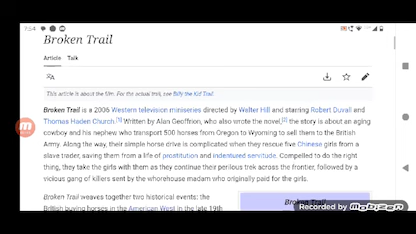 7:54
Broken Trail
Article Talk
This article is about the film. For the actual trail, see Billy the Kid Trail.
Broken Trail is a 2006 Western television miniseries directed by Walter Hill and starring Robert Duvall and
Thomas Haden Church.[1] Written by Alan Geoffrion, who also wrote the novel,[2] the story is about an aging
cowboy and his nephew who transport 500 horses from Oregon to Wyoming to sell them to the British
Army. Along the way, their simple horse drive is complicated when they rescue five Chinese girls from a
slave trader, saving them from a life of prostitution and indentured servitude. Compelled to do the right
thing, they take the girls with them as they continue their perilous trek across the frontier, followed by a
vicious gang of killers sent by the whorehouse madam who originally paid for the girls.
Broken Trail weaves together two historical events: the
British buying horses in the American West in the late 19th
Broken Trail
Recorded by Mobizen